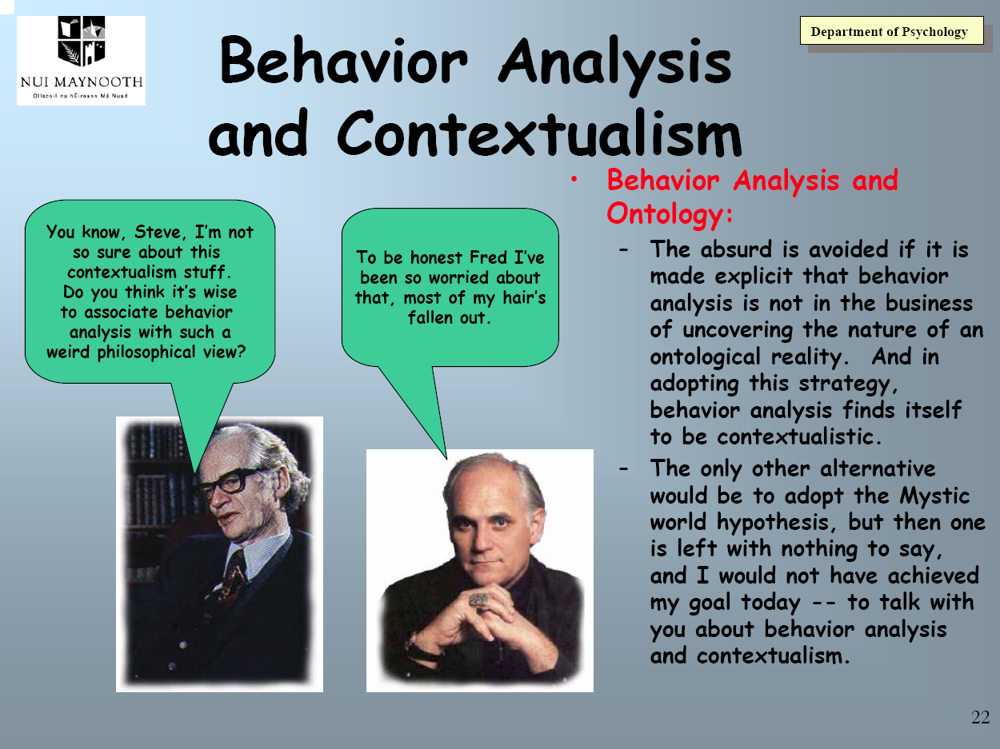 NUI MAYNOOTH
Ollscoil na hÉireann Má Nuad
Department of Psychology
Behavior Analysis
and Contextualism
You know, Steve, I'm not
so sure about this
contextualism stuff.
Do you think it's wise
to associate behavior
analysis with such a
weird philosophical view?
To be honest Fred I've
been so worried about
that, most of my hair's
fallen out.
• Behavior Analysis and
Ontology:
– The absurd is avoided if it is
made explicit that behavior
analysis is not in the business
of uncovering the nature of an
ontological reality. And in
adopting this strategy,
behavior analysis finds itself
to be contextualistic.
– The only other alternative
would be to adopt the Mystic
world hypothesis, but then one
is left with nothing to say,
and I would not have achieved
my goal today -- to talk with
you about behavior analysis
and contextualism.
22